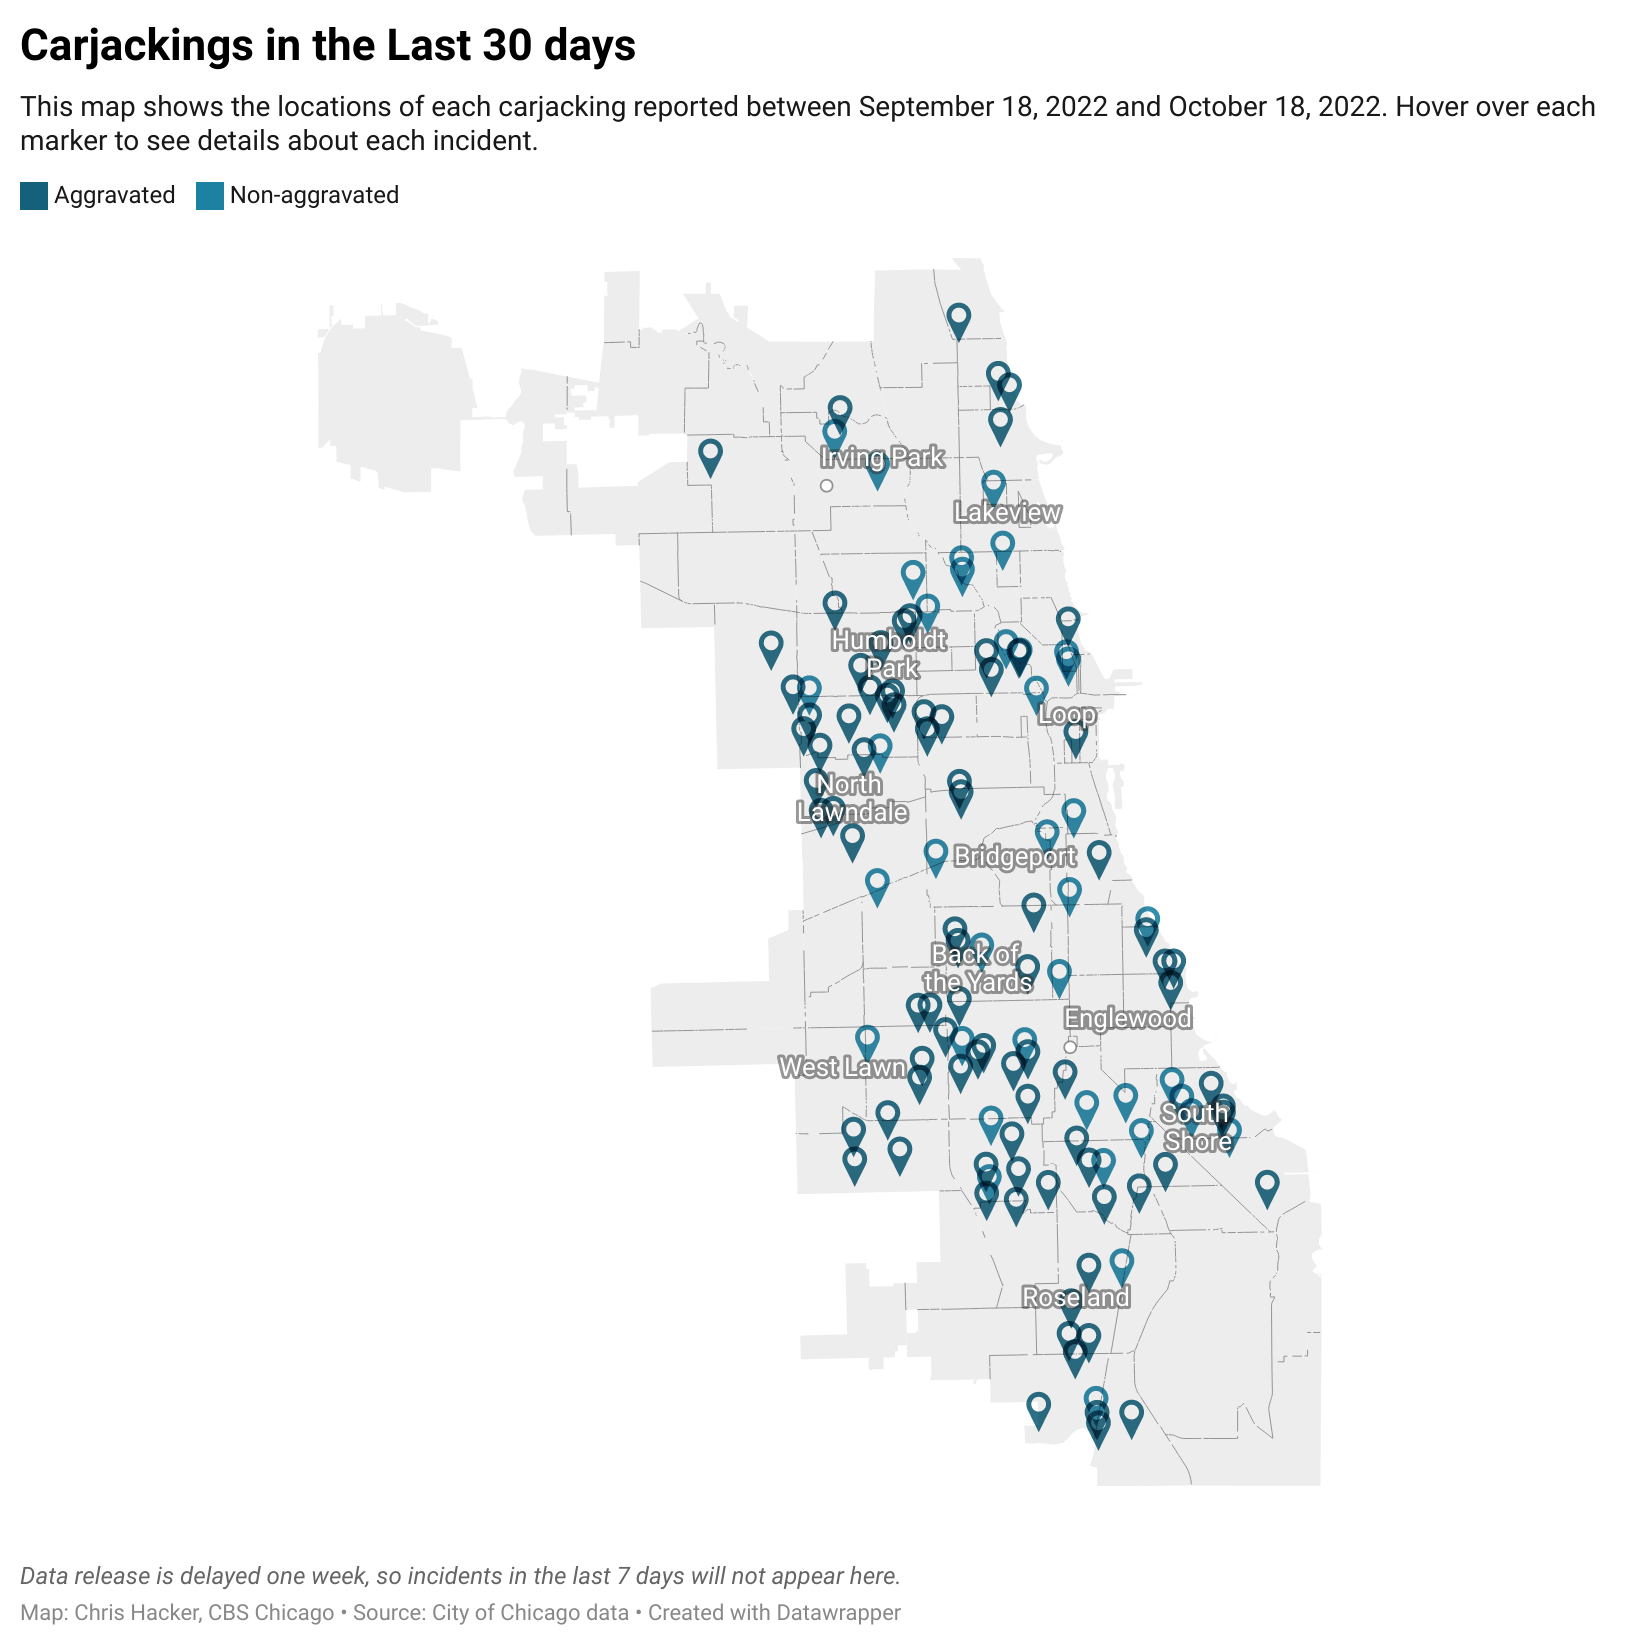 Carjackings in the Last 30 days
This map shows the locations of each carjacking reported between September 18, 2022 and October 18, 2022. Hover over each
marker to see details about each incident.
Aggravated Non-aggravated
Irving Park
Lakeview
Humboldt
Park
Loop
North
Lawndale
Bridgeport
Back of
the Yards
Englewood
West Lawn
South
Shore
Roseland
Data release is delayed one week, so incidents in the last 7 days will not appear here.
Map: Chris Hacker, CBS Chicago • Source: City of Chicago data • Created with Datawrapper